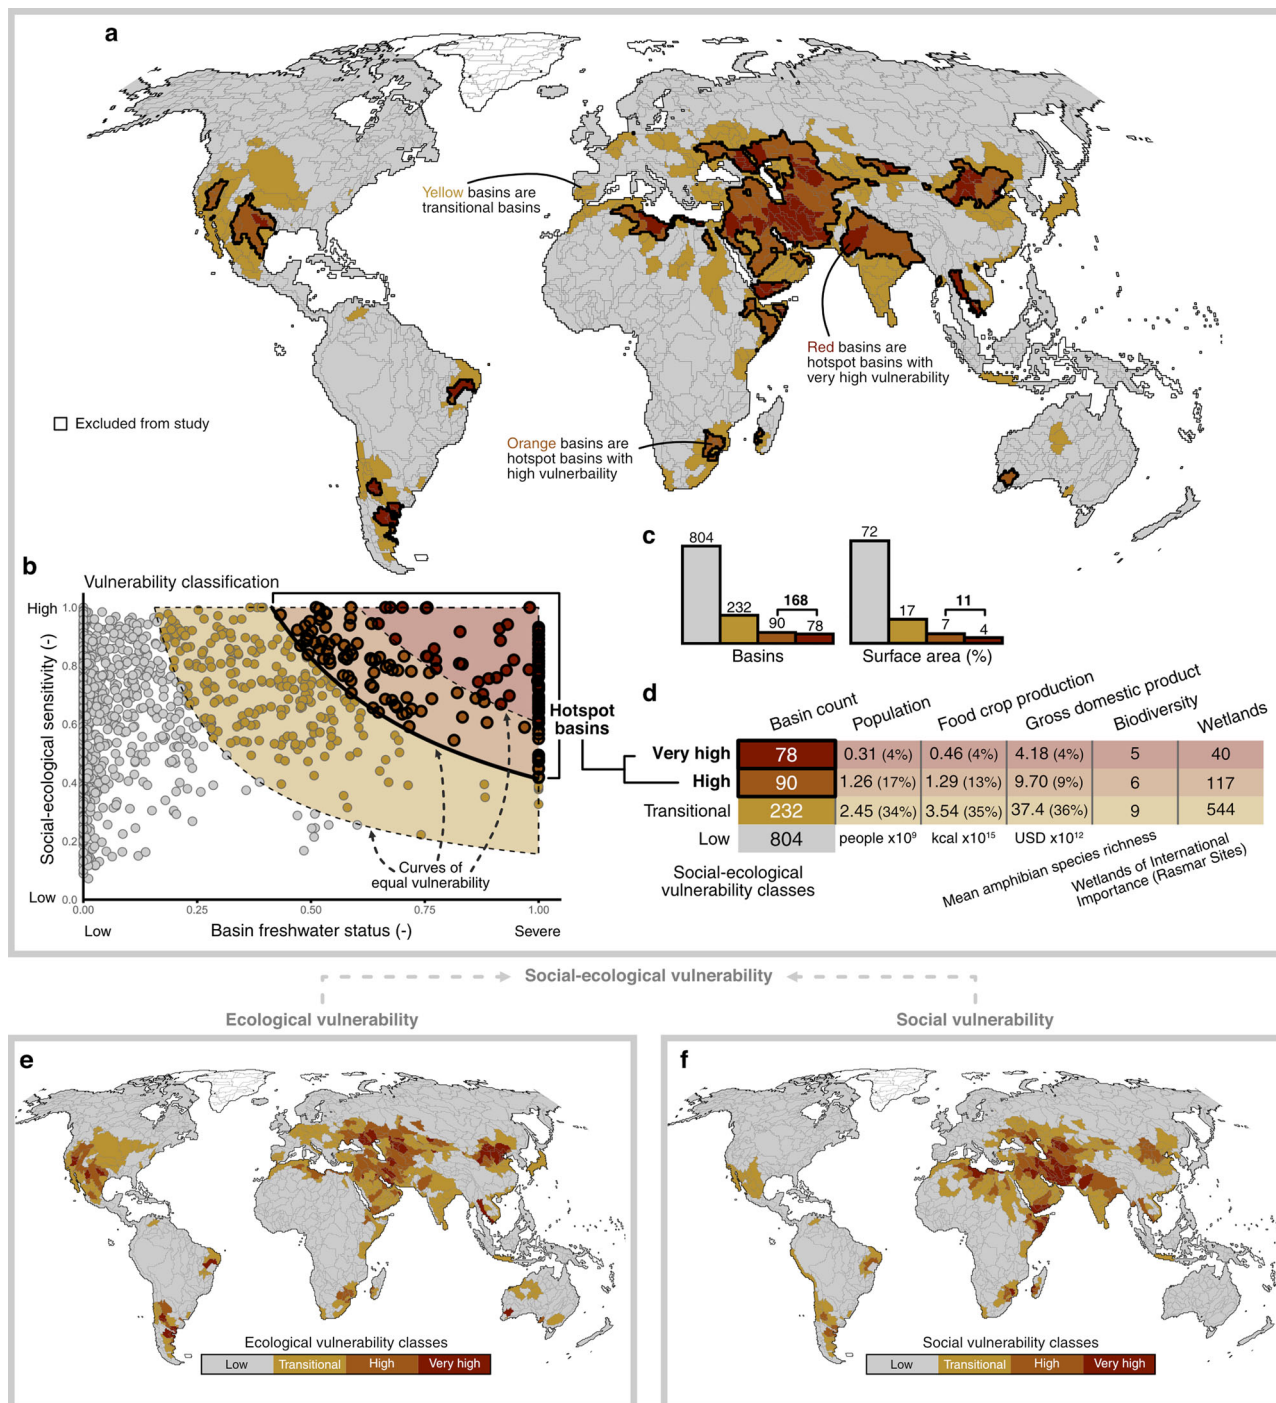 a
Yellow basins are
transitional basins
Red basins are
hotspot basins with
very high vulnerability
Excluded from study
Orange basins are
hotspot basins with
high vulnerbaility
b
Vulnerability classification
High
1.0
0.8
0.6
0.4
0.2
Low
0.0
Social-ecological sensitivity (-)
0.00
0.25
0.50
0.75
1.00
Low
Basin freshwater status (-)
Severe
Curves of
equal vulnerability
Hotspot
basins
c
804
232
168
90
78
Basins
72
17
11
7
4
Surface area (%)
d
Basin count
Population
Food crop production
Gross domestic product
Biodiversity
Wetlands
Very high 78 0.31 (4%) 0.46 (4%) 4.18 (4%) 5 40
High 90 1.26 (17%) 1.29 (13%) 9.70 (9%) 6 117
Transitional 232 2.45 (34%) 3.54 (35%) 37.4 (36%) 9 544
Low 804 people x10⁹ kcal x10¹⁵ USD x10¹²
Social-ecological
vulnerability classes
Mean amphibian species richness
Wetlands of International
Importance (Rasmar Sites)
Social-ecological vulnerability
Ecological vulnerability
Social vulnerability
e
Ecological vulnerability classes
Low Transitional High Very high
f
Social vulnerability classes
Low Transitional High Very high